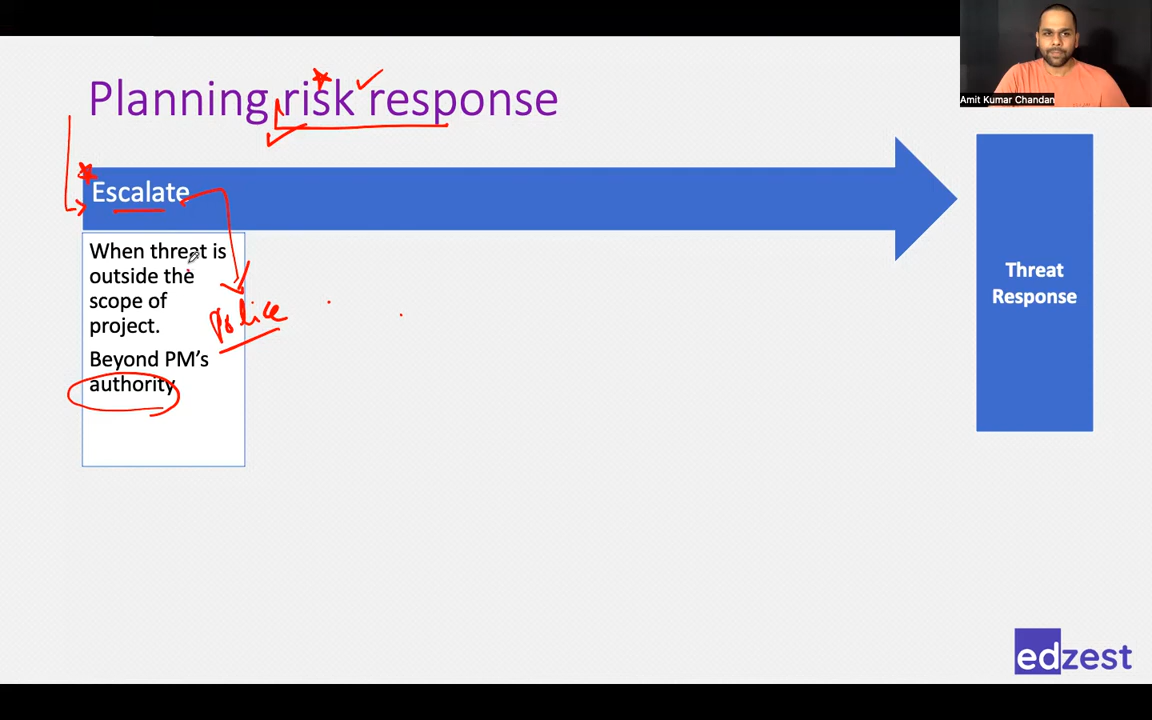 Amit Kumar Chandan
Planning risk response
Escalate
When threat is
outside the
scope of
project.
Police
Beyond PM's
authority
Threat
Response
edzest